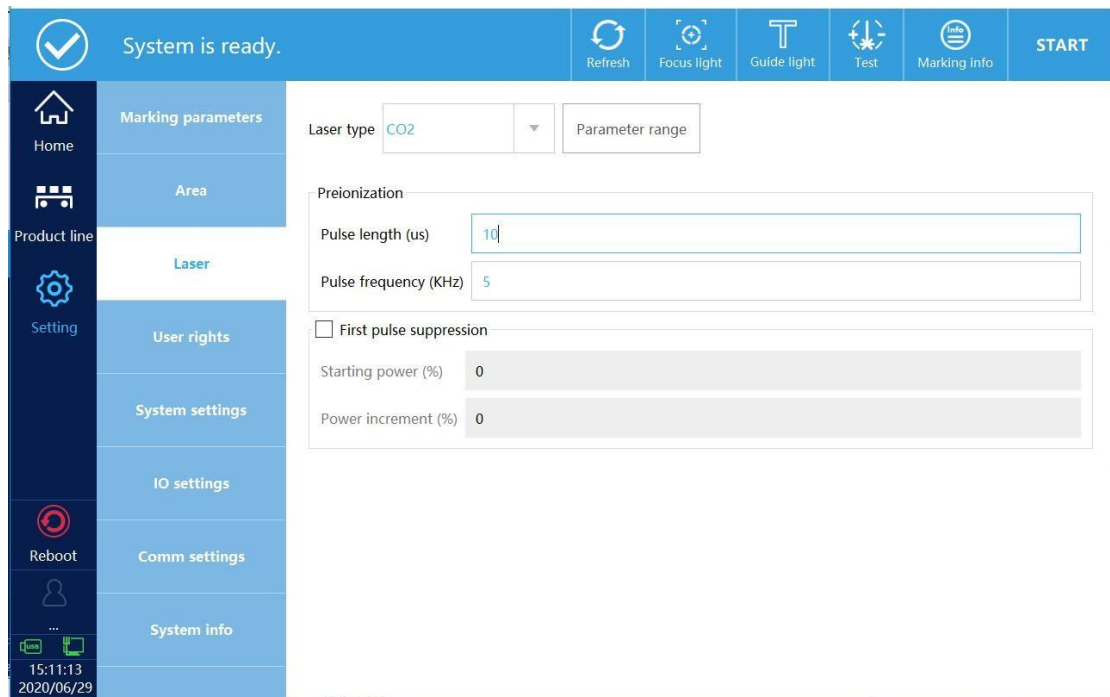 System is ready.
Refresh
Focus light
Guide light
Test
Info
Marking info
START
Home
Product line
Setting
Reboot
...
USB
15:11:13
2020/06/29
Marking parameters
Area
Laser
User rights
System settings
IO settings
Comm settings
System info
Laser type CO2 Parameter range
Preionization
Pulse length (us) 10
Pulse frequency (KHz) 5
First pulse suppression
Starting power (%) 0
Power increment (%) 0